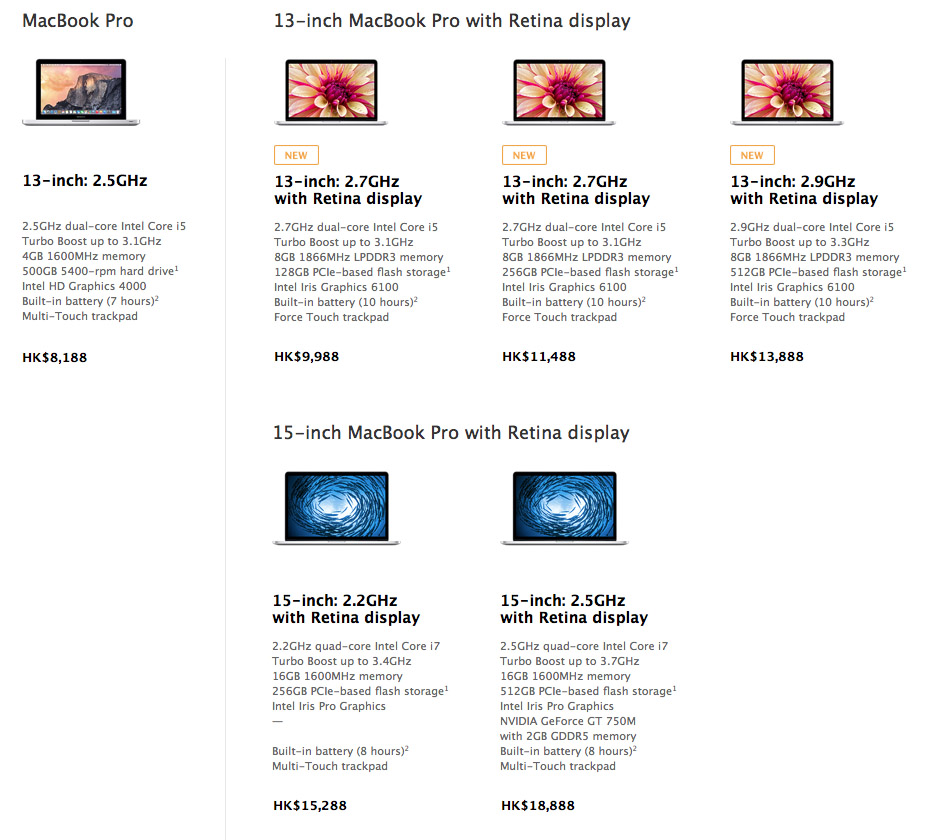 MacBook Pro
13-inch: 2.5GHz
2.5GHz dual-core Intel Core i5
Turbo Boost up to 3.1GHz
4GB 1600MHz memory
500GB 5400-rpm hard drive1
Intel HD Graphics 4000
Built-in battery (7 hours)2
Multi-Touch trackpad
HK$8,188
13-inch MacBook Pro with Retina display
NEW
13-inch: 2.7GHz
with Retina display
2.7GHz dual-core Intel Core i5
Turbo Boost up to 3.1GHz
8GB 1866MHz LPDDR3 memory
128GB PCIe-based flash storage1
Intel Iris Graphics 6100
Built-in battery (10 hours)2
Force Touch trackpad
HK$9,988
NEW
13-inch: 2.7GHz
with Retina display
2.7GHz dual-core Intel Core i5
Turbo Boost up to 3.1GHz
8GB 1866MHz LPDDR3 memory
256GB PCIe-based flash storage1
Intel Iris Graphics 6100
Built-in battery (10 hours)2
Force Touch trackpad
HK$11,488
NEW
13-inch: 2.9GHz
with Retina display
2.9GHz dual-core Intel Core i5
Turbo Boost up to 3.3GHz
8GB 1866MHz LPDDR3 memory
512GB PCIe-based flash storage1
Intel Iris Graphics 6100
Built-in battery (10 hours)2
Force Touch trackpad
HK$13,888
15-inch MacBook Pro with Retina display
15-inch: 2.2GHz
with Retina display
2.2GHz quad-core Intel Core i7
Turbo Boost up to 3.4GHz
16GB 1600MHz memory
256GB PCIe-based flash storage1
Intel Iris Pro Graphics
—
Built-in battery (8 hours)2
Multi-Touch trackpad
HK$15,288
15-inch: 2.5GHz
with Retina display
2.5GHz quad-core Intel Core i7
Turbo Boost up to 3.7GHz
16GB 1600MHz memory
512GB PCIe-based flash storage1
Intel Iris Pro Graphics
NVIDIA GeForce GT 750M
with 2GB GDDR5 memory
Built-in battery (8 hours)2
Multi-Touch trackpad
HK$18,888